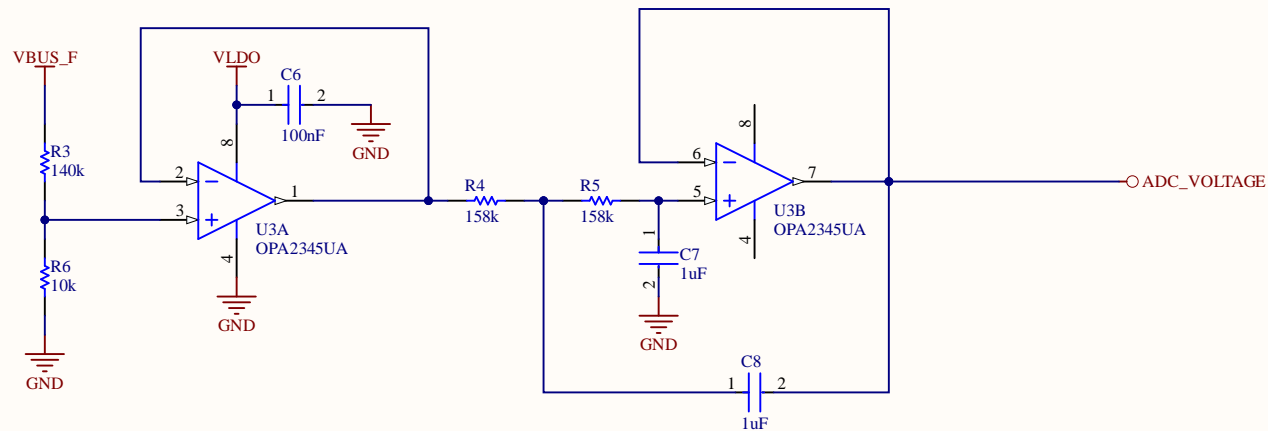 VBUS_F
VLDO
C6
1
2
100nF
GND
8
8
R3
140k
2
3
1
U3A
OPA2345UA
4
GND
R6
10k
GND
R4
158k
R5
158k
6
5
7
U3B
OPA2345UA
4
ADC_VOLTAGE
1
C7
1uF
2
GND
C8
1
2
1uF